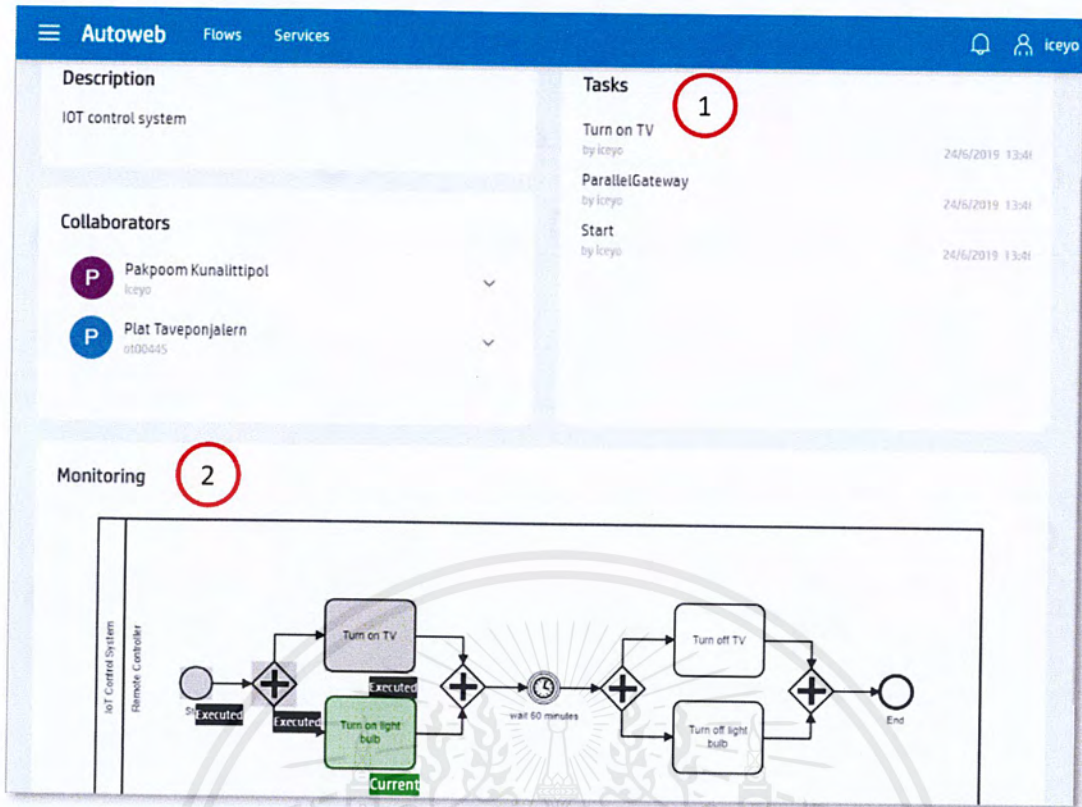 Autoweb Flows Services iceyo
Description
IOT control system
Collaborators
P Pakpoom Kunalittipol
iceyo
P Plat Taveponjalern
ot00445
Tasks
1
Turn on TV
by iceyo
24/6/2019
ParallelGateway
by iceyo
24/6/2019
Start
by iceyo
24/6/2019
Monitoring
2
IoT Control System
Remote Controller
Executed
Executed
Turn on TV
Executed
Turn on light
bulb
Current
wait 60 minutes
Turn off TV
Turn off light
bulb
End